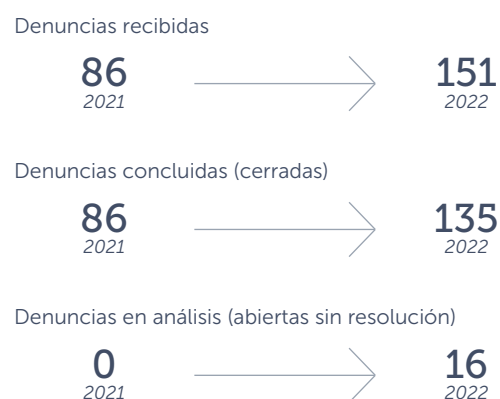 Denuncias recibidas
86 151
2021 2022
Denuncias concluidas (cerradas)
86 135
2021 2022
Denuncias en análisis (abiertas sin resolución)
0 16
2021 2022